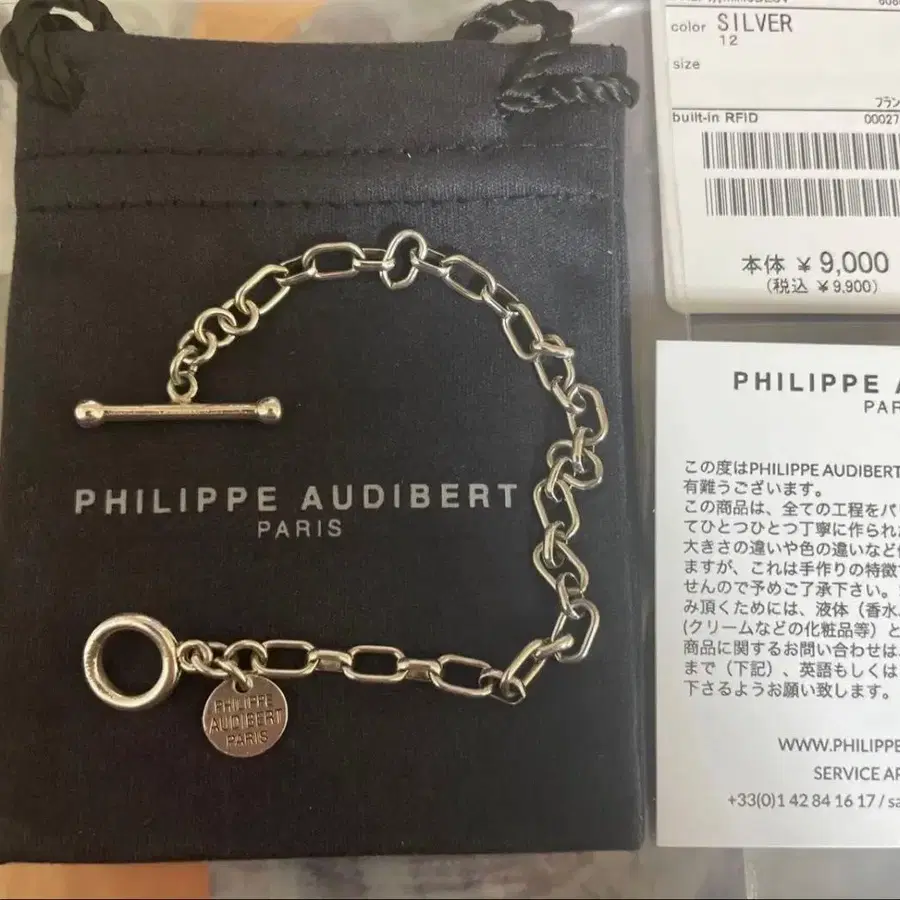 color SILVER
12
size
フラン
built-in RFID 00027
本体 ¥ 9,000
(税込 ¥9,900)
PHILIPPE AUDIBERT
PARIS
PHILIPPE
AUDIBERT
PARIS
PHILIPPE
PAR
この度はPHILIPPE AUDIBERT
有難うございます。
この商品は、全ての工程をパリ
てひとつひとつ丁寧に作られた
大きさの違いや色の違いなど
ますが、これは手作りの特徴で
せんので予めご了承下さい。
み頂くためには、液体（香水、
(クリームなどの化粧品等）と
商品に関するお問い合わせは、
まで（下記）、英語もしくは
下さるようお願い致します。
WWW.PHILIPPE
SERVICE AP
+33(0)1 42 84 16 17 / sa